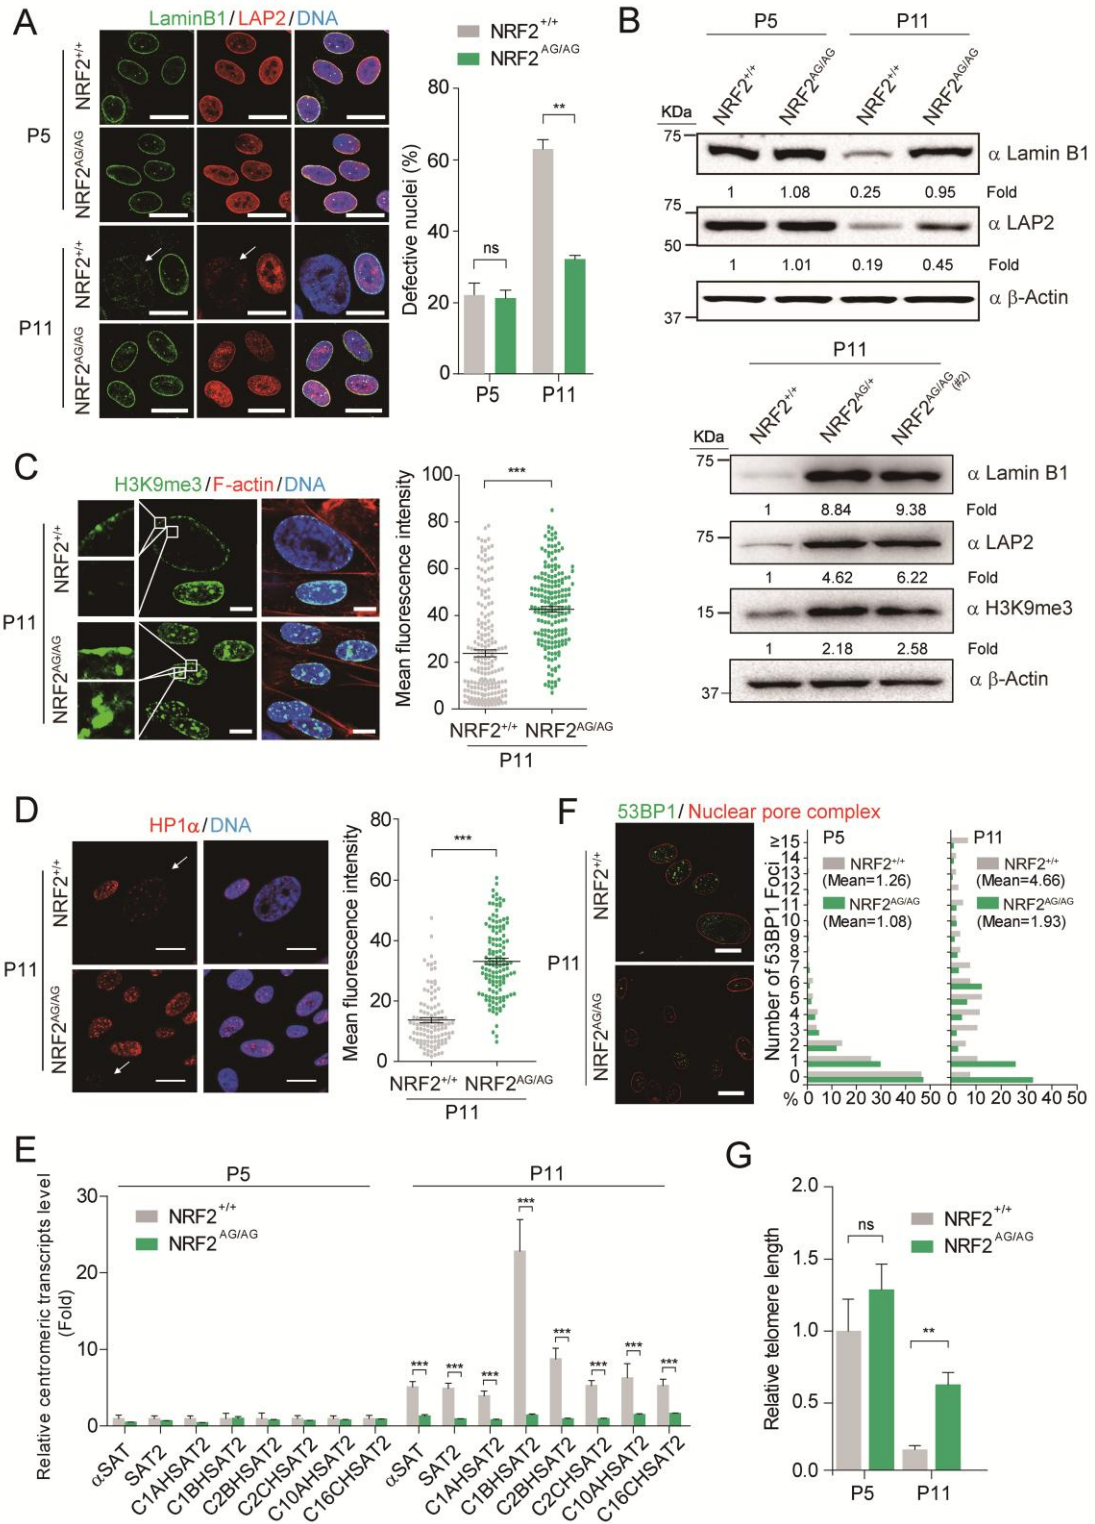 A
LaminB1/LAP2/DNA
P5
NRF2+/+
NRF2AG/AG
P11
NRF2+/+
NRF2AG/AG
NRF2+/+
NRF2AG/AG
Defective nuclei (%)
80
60
40
20
0
ns
**
P5 P11
B
P5 P11
NRF2+/+ NRF2AG/AG NRF2+/+ NRF2AG/AG
KDa
75
α Lamin B1
1 1.08 0.25 0.95 Fold
75
α LAP2
50
1 1.01 0.19 0.45 Fold
α β-Actin
37
P11
NRF2+/+ NRF2AG/+ NRF2AG/AG (#2)
KDa
75
α Lamin B1
1 8.84 9.38 Fold
75
α LAP2
1 4.62 6.22 Fold
15
α H3K9me3
1 2.18 2.58 Fold
α β-Actin
37
C
H3K9me3/F-actin/DNA
P11
NRF2+/+
NRF2AG/AG
Mean fluorescence intensity
100
80
60
40
20
0
***
NRF2+/+ NRF2AG/AG
P11
D
HP1α/DNA
P11
NRF2+/+
NRF2AG/AG
Mean fluorescence intensity
80
60
40
20
0
***
NRF2+/+ NRF2AG/AG
P11
F
53BP1/Nuclear pore complex
P11
NRF2+/+
NRF2AG/AG
Number of 53BP1 Foci
≥15
14
13
12
11
10
9
8
7
6
5
4
3
2
1
0
P5
NRF2+/+
(Mean=1.26)
NRF2AG/AG
(Mean=1.08)
P11
NRF2+/+
(Mean=4.66)
NRF2AG/AG
(Mean=1.93)
% 0 10 20 30 40 50 0 10 20 30 40 50
E
Relative centromeric transcripts level
(Fold)
P5 P11
30
20
10
0
NRF2+/+
NRF2AG/AG
*** *** *** *** *** *** *** ***
αSAT SAT2 C1AHSAT2 C1BHSAT2 C2BHSAT2 C2CHSAT2 C10AHSAT2 C16CHSAT2
αSAT SAT2 C1AHSAT2 C1BHSAT2 C2BHSAT2 C2CHSAT2 C10AHSAT2 C16CHSAT2
G
Relative telomere length
2.0
1.5
1.0
0.5
0.0
NRF2+/+
NRF2AG/AG
ns
**
P5 P11